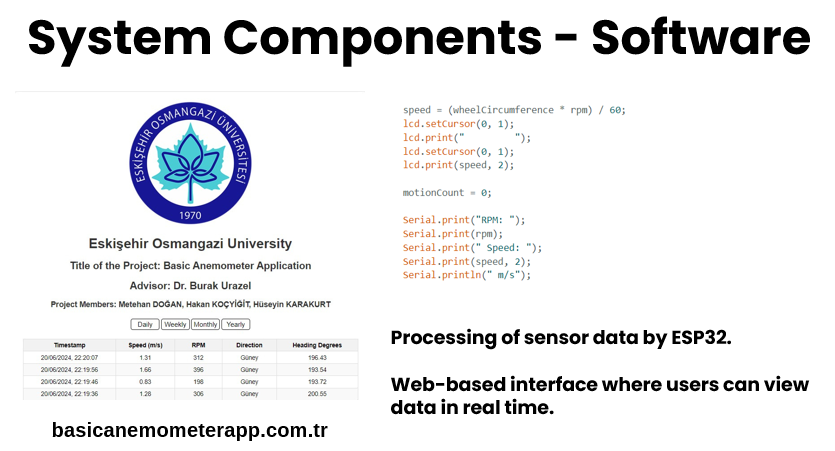 System Components - Software
ESKİŞEHİR OSMANGAZİ ÜNİVERSİTESİ
1970
Eskişehir Osmangazi University
Title of the Project: Basic Anemometer Application
Advisor: Dr. Burak Urazel
Project Members: Metehan DOĞAN, Hakan KOÇYİĞİT, Hüseyin KARAKURT
Daily Weekly Monthly Yearly
Timestamp Speed (m/s) RPM Direction Heading Degrees
20/06/2024, 22:20:07 1.31 312 Güney 196.43
20/06/2024, 22:19:56 1.66 396 Güney 193.54
20/06/2024, 22:19:46 0.83 198 Güney 193.72
20/06/2024, 22:19:36 1.28 306 Güney 200.55
basicanemometerapp.com.tr
speed = (wheelCircumference * rpm) / 60;
lcd.setCursor(0, 1);
lcd.print("        ");
lcd.setCursor(0, 1);
lcd.print(speed, 2);
motionCount = 0;
Serial.print("RPM: ");
Serial.print(rpm);
Serial.print(" Speed: ");
Serial.print(speed, 2);
Serial.println(" m/s");
Processing of sensor data by ESP32.
Web-based interface where users can view
data in real time.